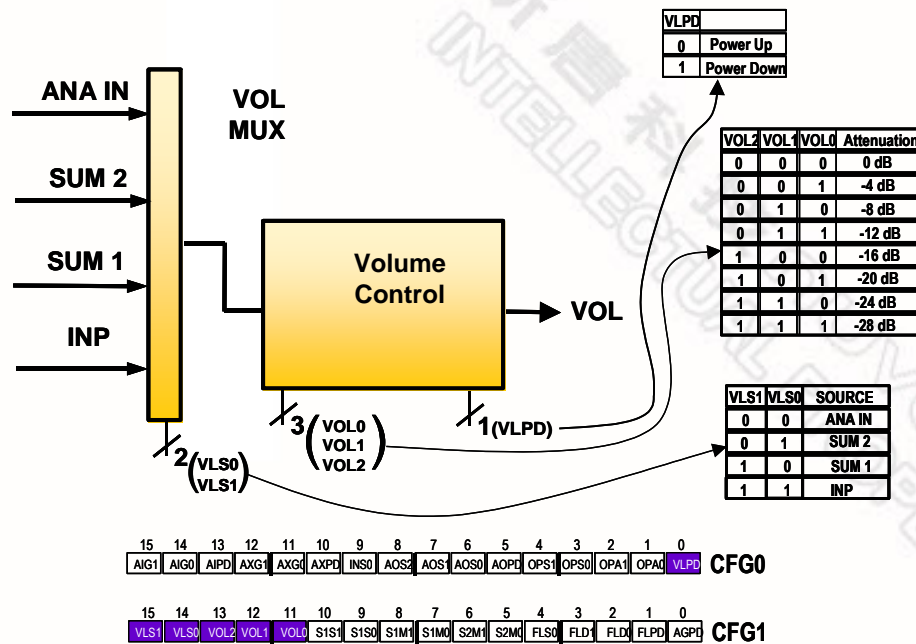 VLPD
0 Power Up
1 Power Down
ANA IN
VOL
MUX
SUM 2
SUM 1
INP
Volume
Control
VOL
VOL2 VOL1 VOL0 Attenuation
0 0 0 0 dB
0 0 1 -4 dB
0 1 0 -8 dB
0 1 1 -12 dB
1 0 0 -16 dB
1 0 1 -20 dB
1 1 0 -24 dB
1 1 1 -28 dB
3 (VOL0
VOL1
VOL2)
1 (VLPD)
2 (VLS0
VLS1)
VLS1 VLS0 SOURCE
0 0 ANA IN
0 1 SUM 2
1 0 SUM 1
1 1 INP
15 14 13 12 11 10 9 8 7 6 5 4 3 2 1 0
AIG1 AIG0 AIPD AXG1 AXG0 AXPD INS0 AOS2 AOS1 AOS0 AOPD OPS1 OPS0 OPA1 OPA0 VLPD CFG0
15 14 13 12 11 10 9 8 7 6 5 4 3 2 1 0
VLS1 VLS0 VOL2 VOL1 VOL0 S1S1 S1S0 S1M1 S1M0 S2M1 S2M0 FLS0 FLD1 FLD0 FLPD AGPD CFG1
INTELLECTUAL